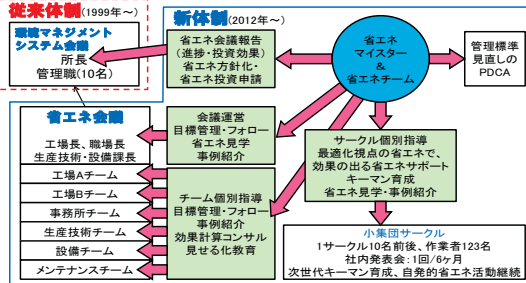 従来体制(1999年～)
環境マネジメント
システム会議
所長
管理職(10名)
新体制(2012年～)
省エネ会議報告
(進捗・投資効果)
省エネ方針化・
省エネ投資申請
省エネ
マイスター
&
省エネチーム
管理標準
見直しの
PDCA
省エネ会議
工場長、職場長
生産技術・設備課長
工場Aチーム
工場Bチーム
事務所チーム
生産技術チーム
設備チーム
メンテナンスチーム
会議運営
目標管理・フォロー
省エネ見学
事例紹介
チーム個別指導
目標管理・フォロー
事例紹介
効果計算コンサル
見せる化教育
サークル個別指導
最適化視点の省エネで、
効果の出る省エネサポート
キーマン育成
省エネ見学・事例紹介
小集団サークル
1サークル10名前後、作業者123名
社内発表会：1回/6ヶ月
次世代キーマン育成、自発的省エネ活動継続